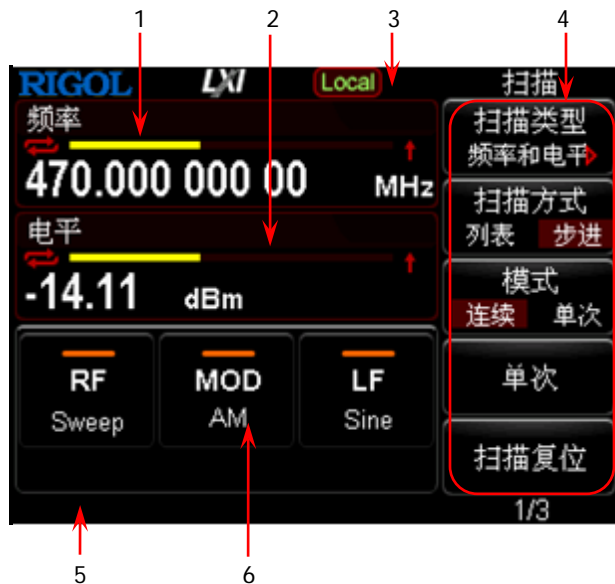 1 2 3 4
RIGOL LXI Local 扫描
频率
470.000 000 00 MHz
电平
-14.11 dBm
RF MOD LF
Sweep AM Sine
扫描类型
频率和电平
扫描方式
列表 步进
模式
连续 单次
单次
扫描复位
1/3
5 6